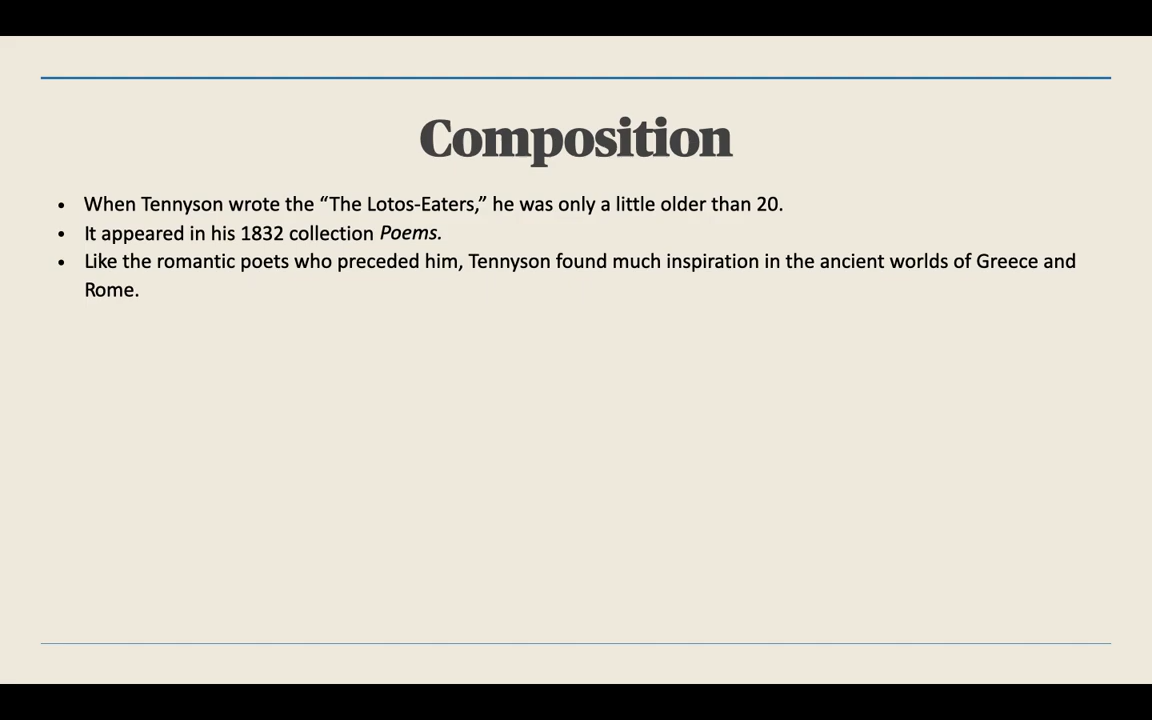 Composition
• When Tennyson wrote the “The Lotos-Eaters,” he was only a little older than 20.
• It appeared in his 1832 collection Poems.
• Like the romantic poets who preceded him, Tennyson found much inspiration in the ancient worlds of Greece and
Rome.